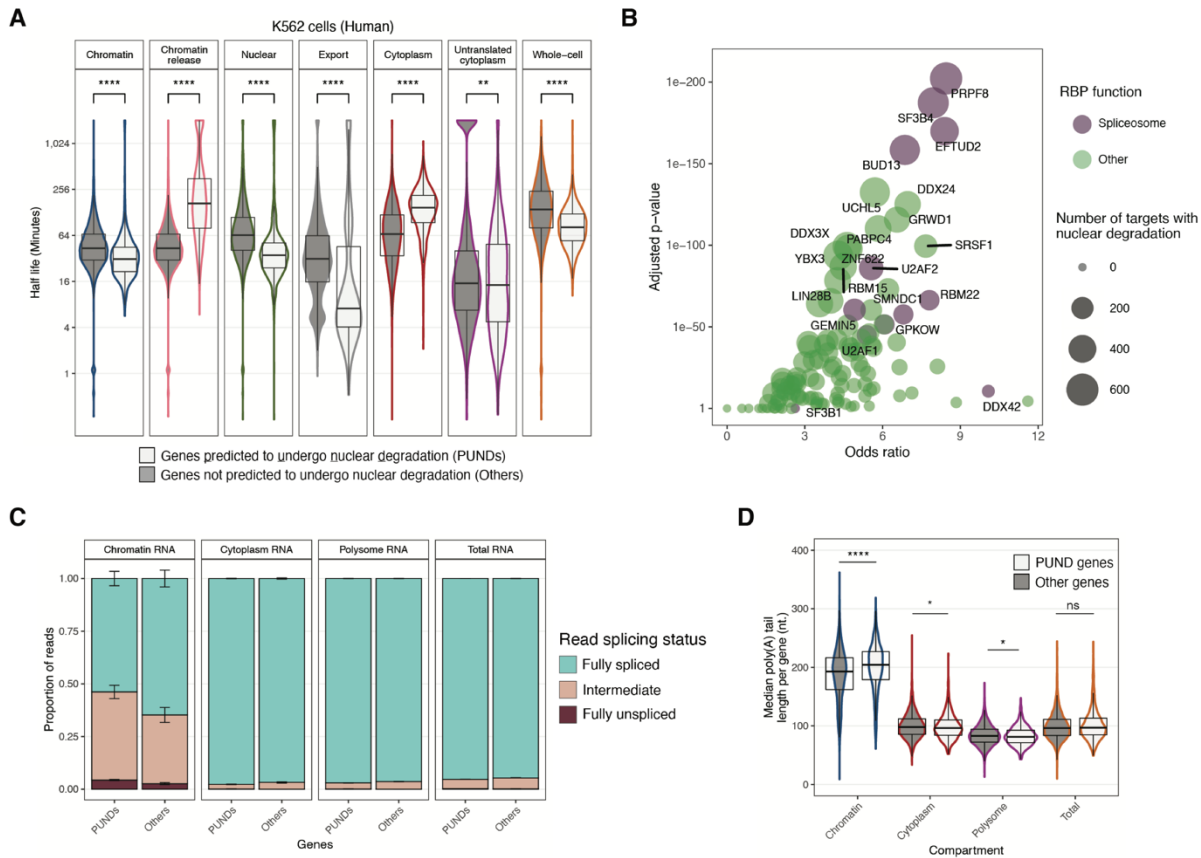 A
K562 cells (Human)
Chromatin
Chromatin
release
Nuclear
Export
Cytoplasm
Untranslated
cytoplasm
Whole-cell
****
****
****
****
****
**
****
Half life (Minutes)
1,024
256
64
16
4
1
Genes predicted to undergo nuclear degradation (PUNDs)
Genes not predicted to undergo nuclear degradation (Others)
B
Adjusted p-value
1e-200
1e-150
1e-100
1e-50
1
PRPF8
SF3B4
EFTUD2
BUD13
DDX24
UCHL5
GRWD1
DDX3X
PABPC4
SRSF1
YBX3
ZNF622
U2AF2
RBM15
LIN28B
SMNDC1
RBM22
GEMIN5
GPKOW
U2AF1
SF3B1
DDX42
0
3
6
9
12
Odds ratio
RBP function
Spliceosome
Other
Number of targets with
nuclear degradation
0
200
400
600
C
Chromatin RNA
Cytoplasm RNA
Polysome RNA
Total RNA
Proportion of reads
1.00
0.75
0.50
0.25
0.00
PUNDs
Others
PUNDs
Others
PUNDs
Others
PUNDs
Others
Genes
Read splicing status
Fully spliced
Intermediate
Fully unspliced
D
Median poly(A) tail
length per gene (nt.)
400
300
200
100
0
****
*
*
ns
PUND genes
Other genes
Chromatin
Cytoplasm
Polysome
Total
Compartment